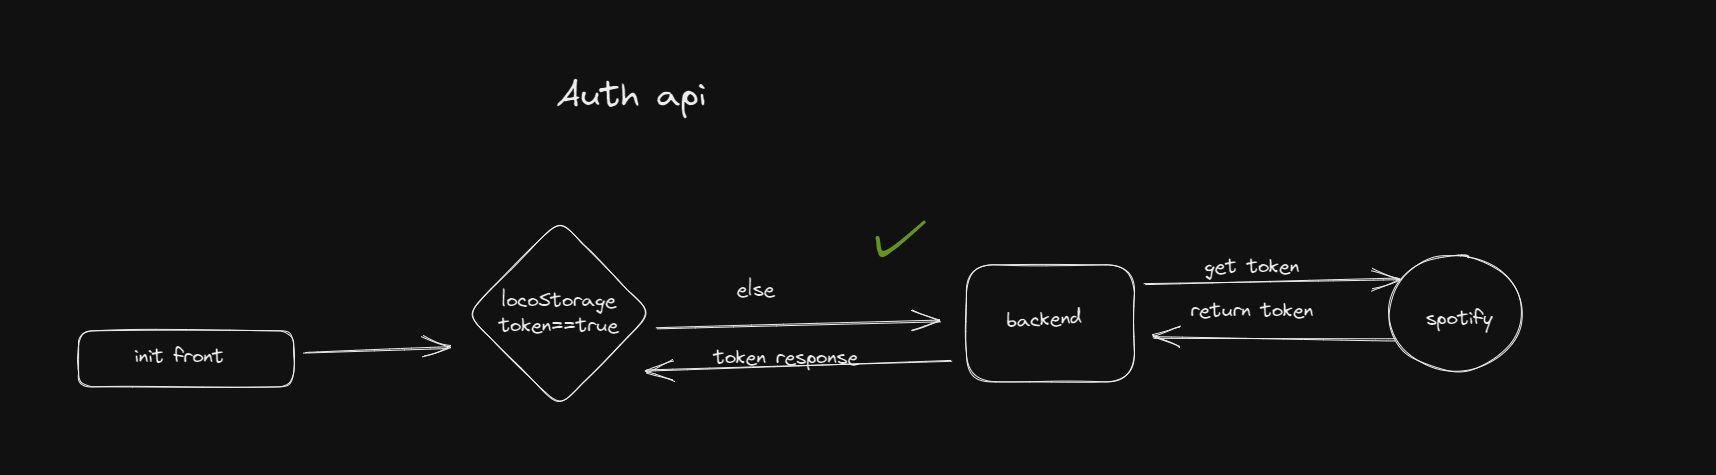 Auth api
init front
locoStorage
token==true
else
token response
backend
get token
return token
spotify